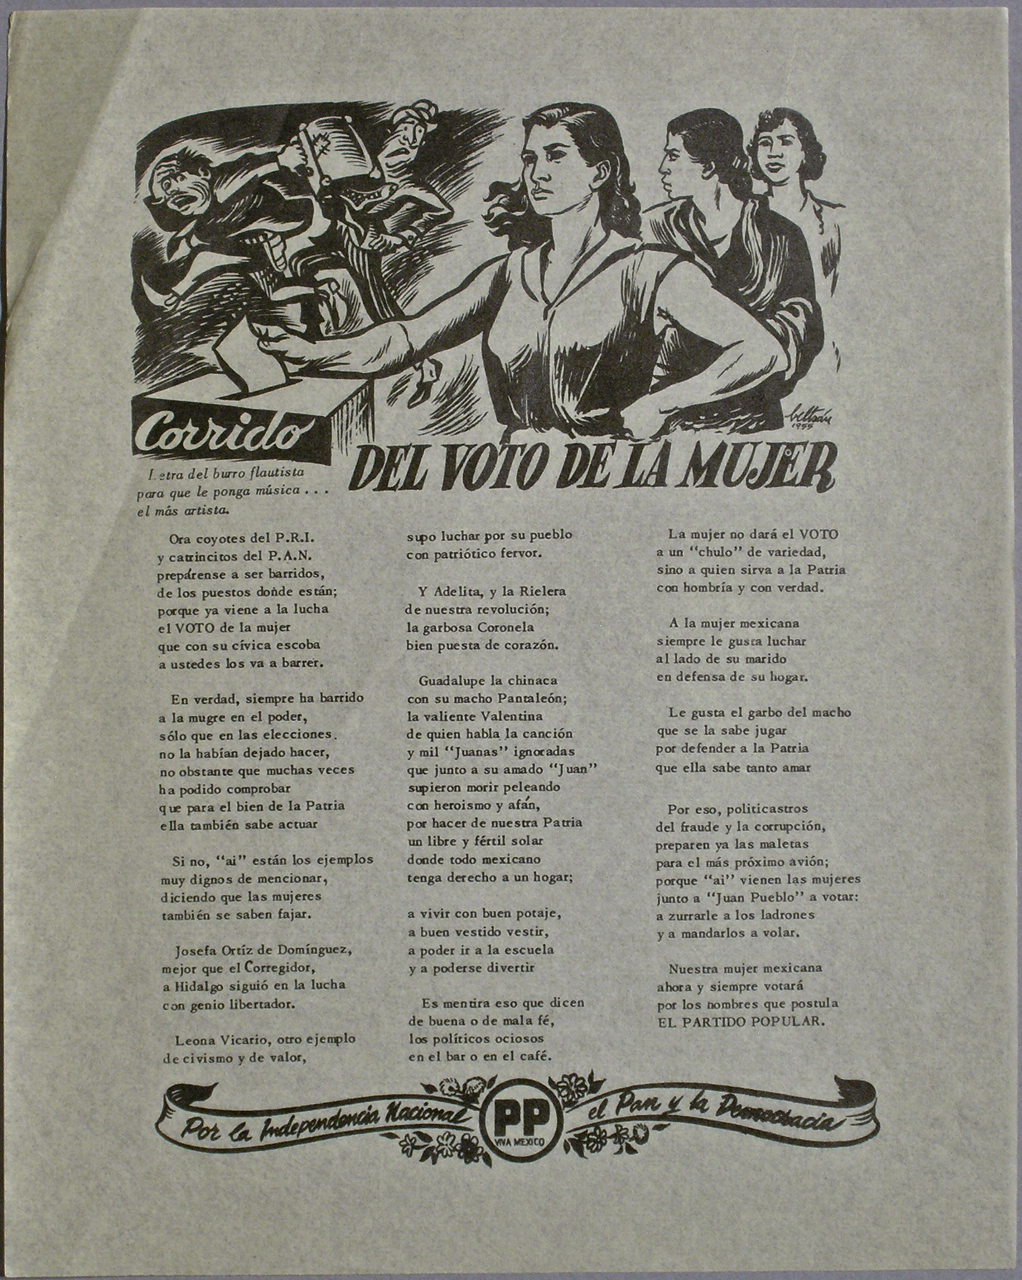 beltrán
1955
Corrido
DEL VOTO DE LA MUJER
Letra del burro flautista
para que le ponga música . . .
el más artista.
Ora coyotes del P.R.I.
y catrincitos del P.A.N.
prepárense a ser barridos,
de los puestos donde están;
porque ya viene a la lucha
el VOTO de la mujer
que con su cívica escoba
a ustedes los va a barrer.
En verdad, siempre ha barrido
a la mugre en el poder,
sólo que en las elecciones.
no la habían dejado hacer,
no obstante que muchas veces
ha podido comprobar
que para el bien de la Patria
ella también sabe actuar
Si no, "ai" están los ejemplos
muy dignos de mencionar,
diciendo que las mujeres
también se saben fajar.
Josefa Ortíz de Domínguez,
mejor que el Corregidor,
a Hidalgo siguió en la lucha
con genio libertador.
Leona Vicario, otro ejemplo
de civismo y de valor,
supo luchar por su pueblo
con patriótico fervor.
Y Adelita, y la Rielera
de nuestra revolución;
la garbosa Coronela
bien puesta de corazón.
Guadalupe la chinaca
con su macho Pantaleón;
la valiente Valentina
de quien habla la canción
y mil "Juanas" ignoradas
que junto a su amado "Juan"
supieron morir peleando
con heroismo y afán,
por hacer de nuestra Patria
un libre y fértil solar
donde todo mexicano
tenga derecho a un hogar;
a vivir con buen potaje,
a buen vestido vestir,
a poder ir a la escuela
y a poderse divertir
Es mentira eso que dicen
de buena o de mala fé,
los políticos ociosos
en el bar o en el café.
La mujer no dará el VOTO
a un "chulo" de variedad,
sino a quien sirva a la Patria
con hombría y con verdad.
A la mujer mexicana
siempre le gusta luchar
al lado de su marido
en defensa de su hogar.
Le gusta el garbo del macho
que se la sabe jugar
por defender a la Patria
que ella sabe tanto amar
Por eso, politicastros
del fraude y la corrupción,
preparen ya las maletas
para el más próximo avión;
porque "ai" vienen las mujeres
junto a "Juan Pueblo" a votar:
a zurrarle a los ladrones
y a mandarlos a volar.
Nuestra mujer mexicana
ahora y siempre votará
por los nombres que postula
EL PARTIDO POPULAR.
Por la Independencia Nacional
PP
VIVA MEXICO
el Pan y la Democracia